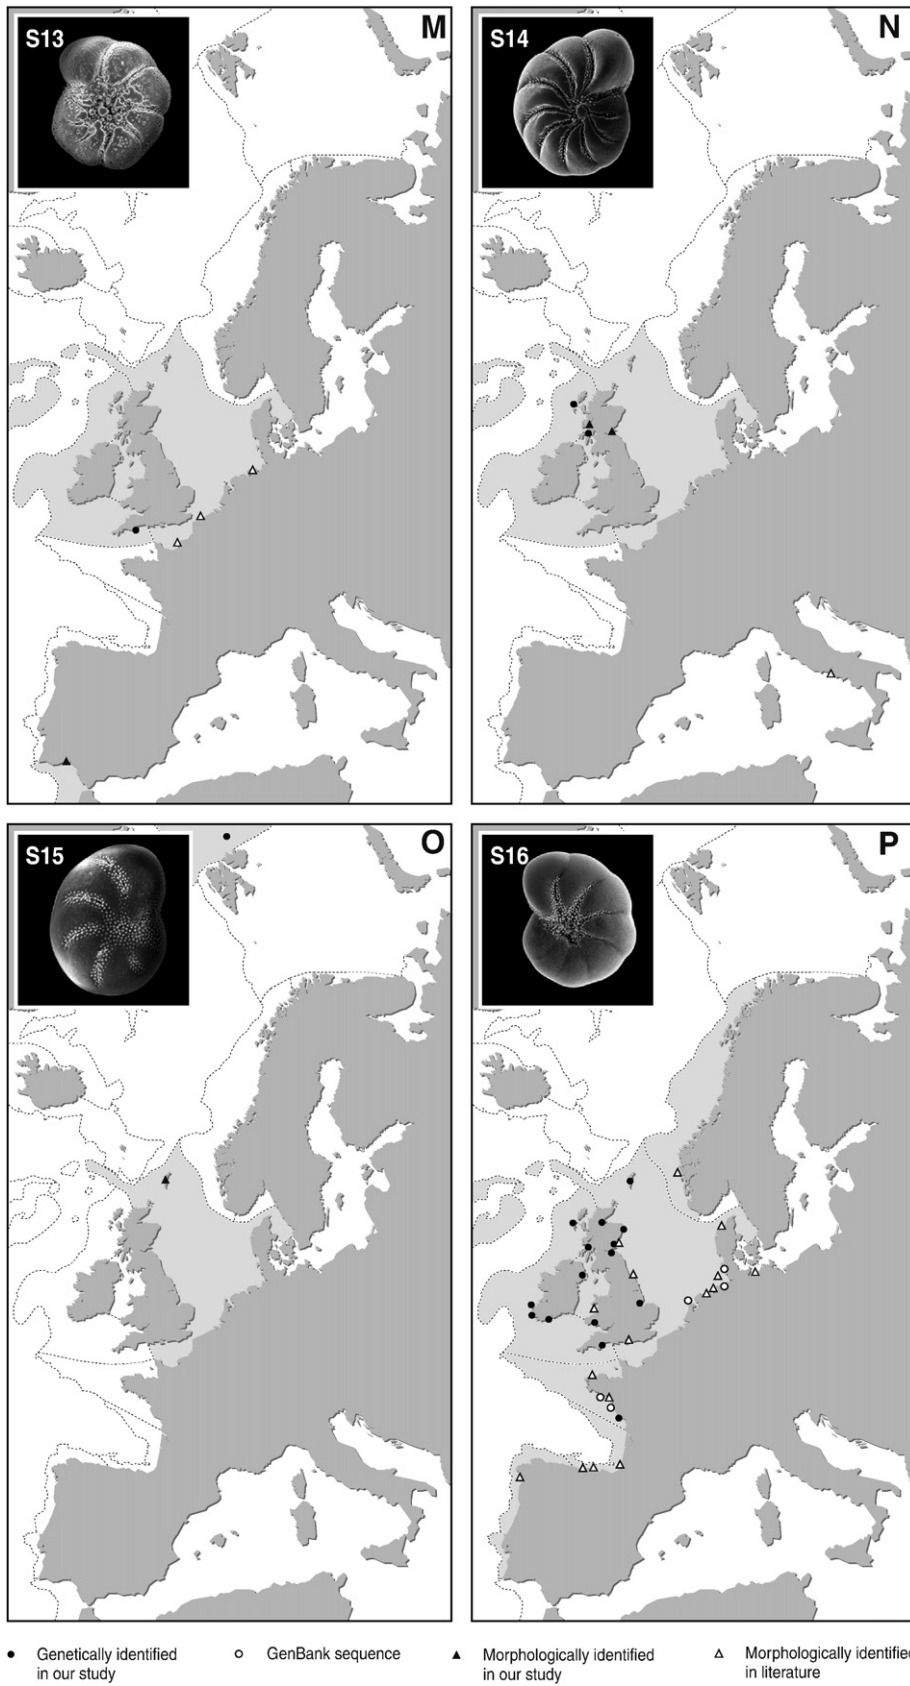 S13
M
S14
N
S15
O
S16
P
Genetically identified
in our study
GenBank sequence
Morphologically identified
in our study
Morphologically identified
in literature